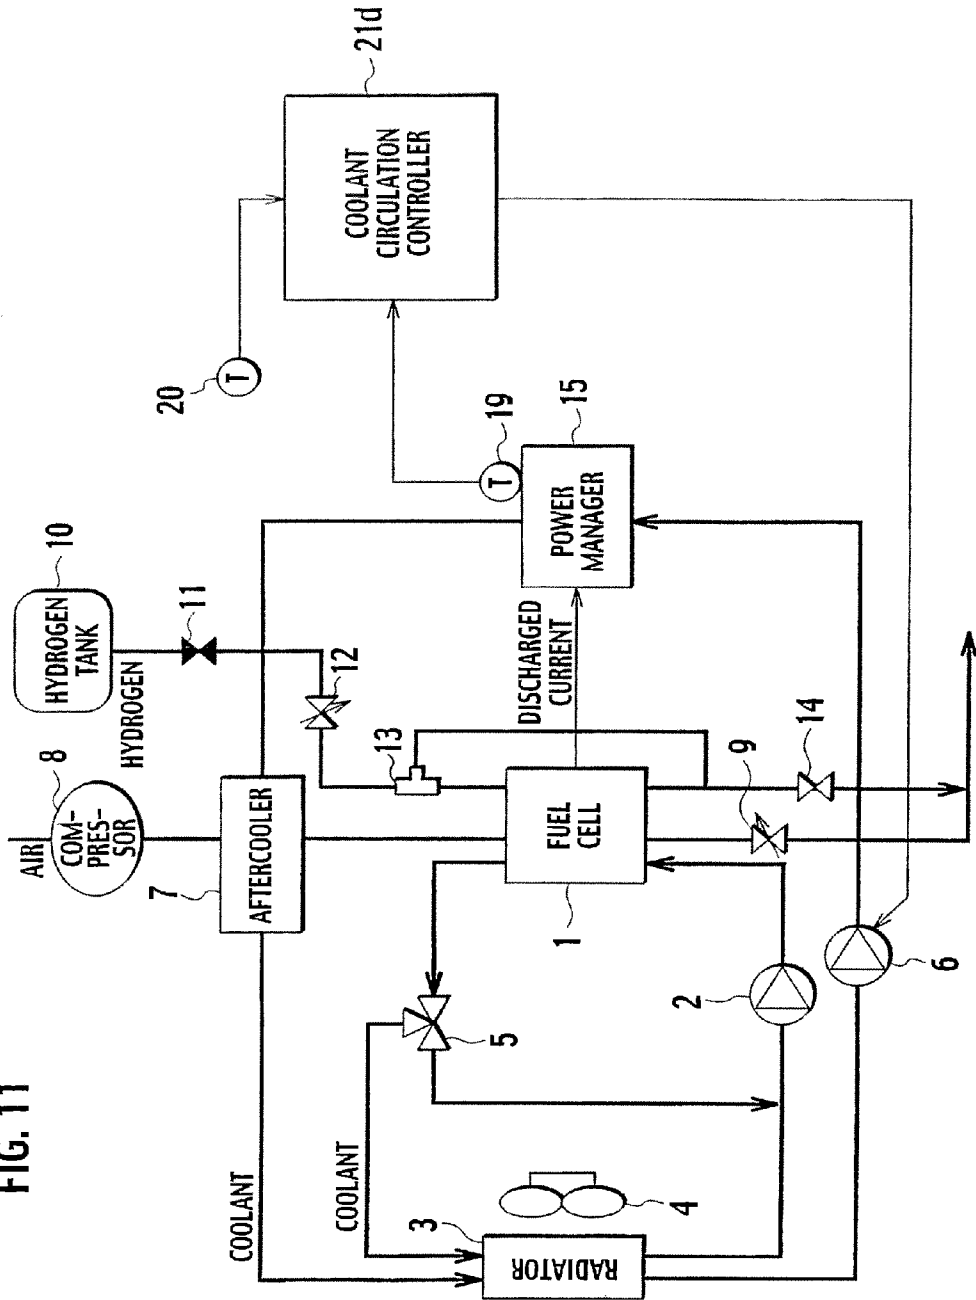 FIG. 11
AIR
8
COM-
PRES-
SOR
HYDROGEN
TANK
10
HYDROGEN
11
12
13
7
AFTERCOOLER
COOLANT
COOLANT
5
3
RADIATOR
4
2
6
1
FUEL
CELL
9
14
DISCHARGED
CURRENT
POWER
MANAGER
15
T
19
T
20
COOLANT
CIRCULATION
CONTROLLER
21d